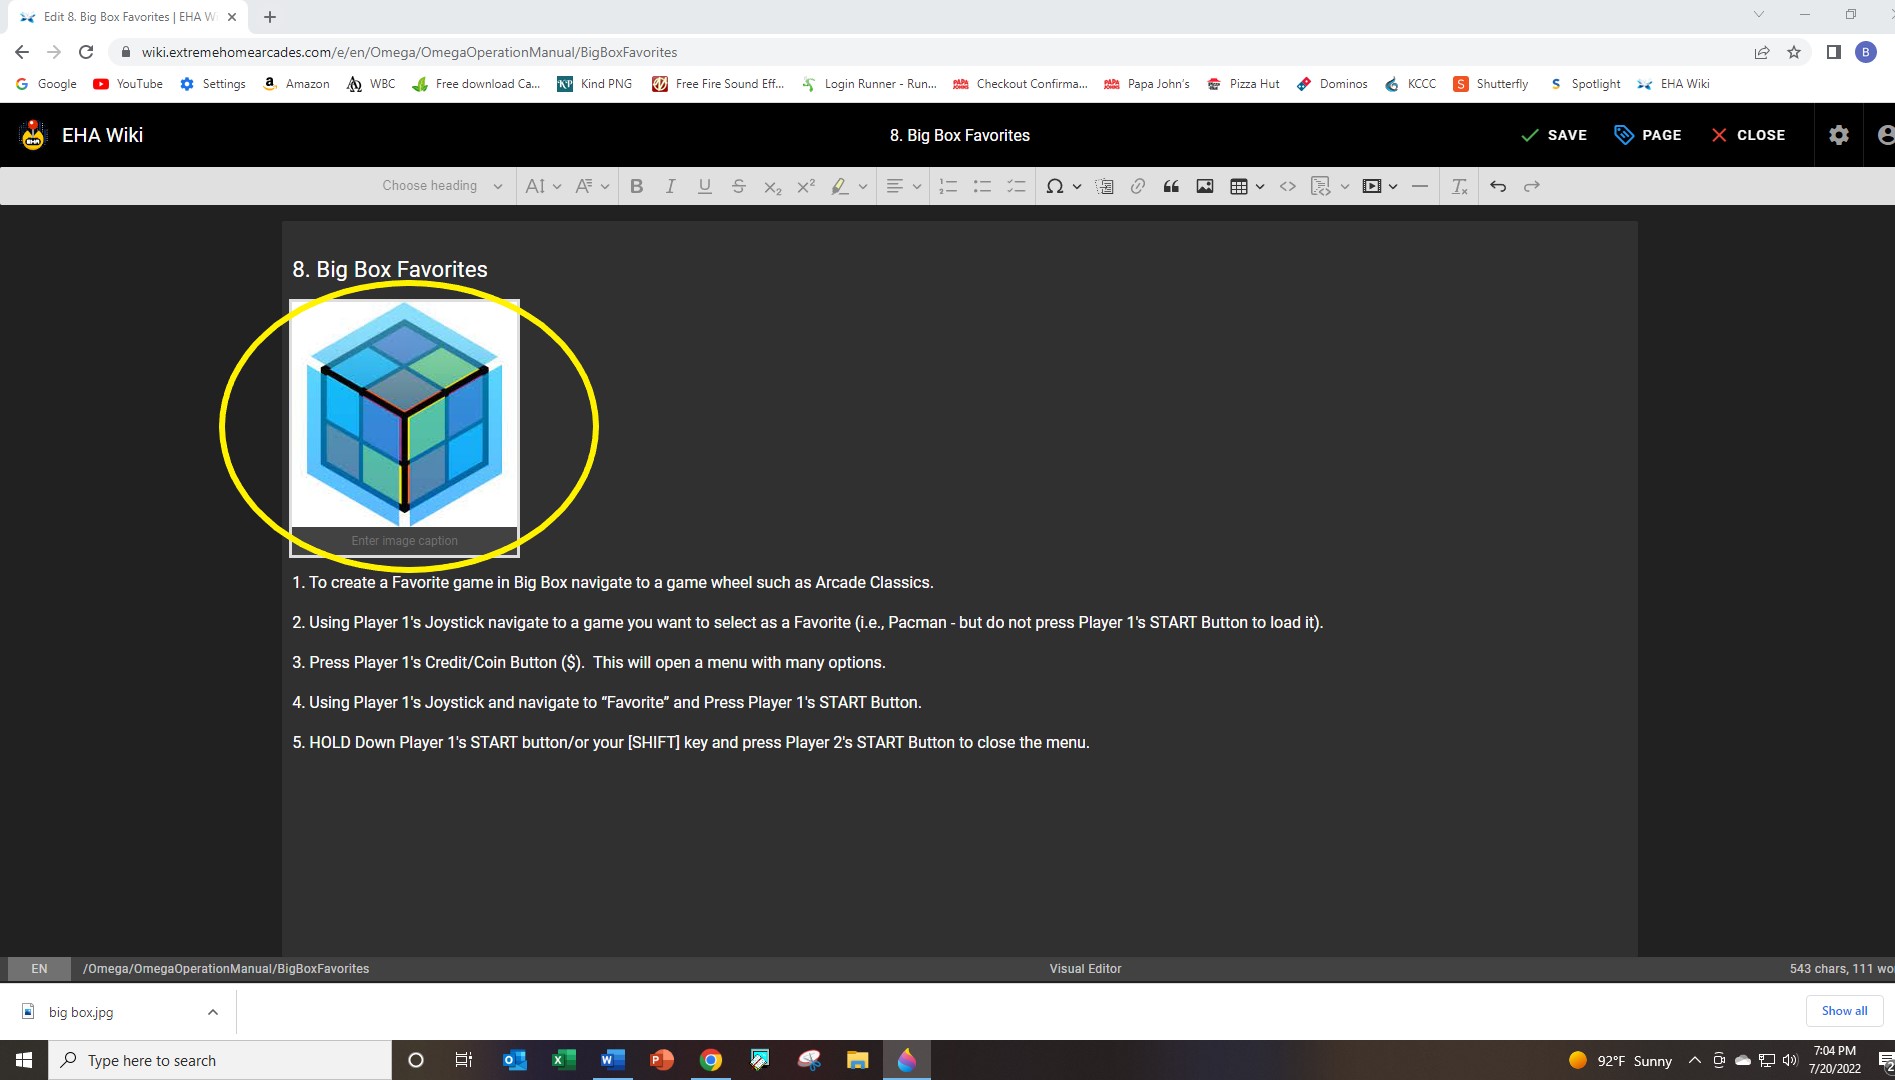 Edit 8. Big Box Favorites | EHA W
wiki.extremehomearcades.com/e/en/Omega/OmegaOperationManual/BigBoxFavorites
B
Google YouTube Settings Amazon WBC Free download Ca... KP Kind PNG Free Fire Sound Eff... Login Runner - Run... Checkout Confirma... Papa John's Pizza Hut Dominos KCCC S Shutterfly S Spotlight EHA Wiki
EHA Wiki
8. Big Box Favorites
SAVE PAGE CLOSE
Choose heading
8. Big Box Favorites
Enter image caption
1. To create a Favorite game in Big Box navigate to a game wheel such as Arcade Classics.
2. Using Player 1's Joystick navigate to a game you want to select as a Favorite (i.e., Pacman - but do not press Player 1's START Button to load it).
3. Press Player 1's Credit/Coin Button ($).  This will open a menu with many options.
4. Using Player 1's Joystick and navigate to “Favorite” and Press Player 1's START Button.
5. HOLD Down Player 1's START button/or your [SHIFT] key and press Player 2's START Button to close the menu.
EN /Omega/OmegaOperationManual/BigBoxFavorites Visual Editor 543 chars, 111 wo
big box.jpg
Show all
Type here to search
92°F Sunny
7:04 PM
7/20/2022